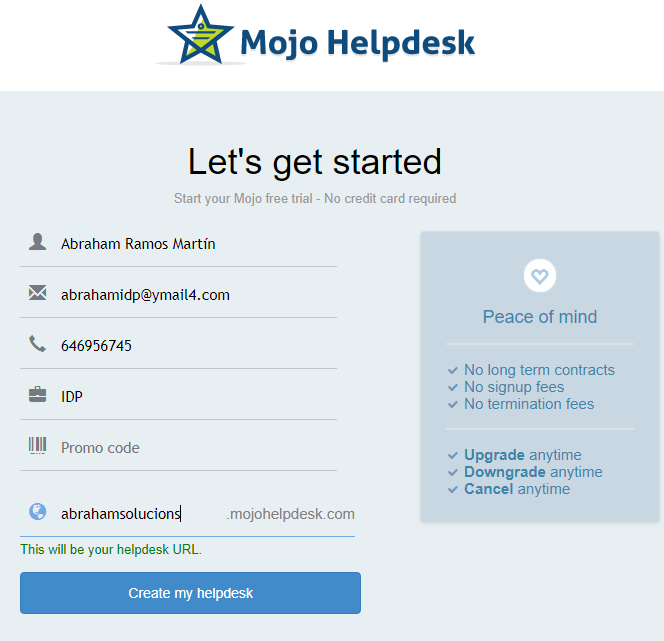 Mojo Helpdesk
Let's get started
Start your Mojo free trial - No credit card required
Abraham Ramos Martín
abrahamidp@ymail4.com
646956745
IDP
Promo code
abrahamsolucions .mojohelpdesk.com
This will be your helpdesk URL.
Create my helpdesk
Peace of mind
No long term contracts
No signup fees
No termination fees
Upgrade anytime
Downgrade anytime
Cancel anytime